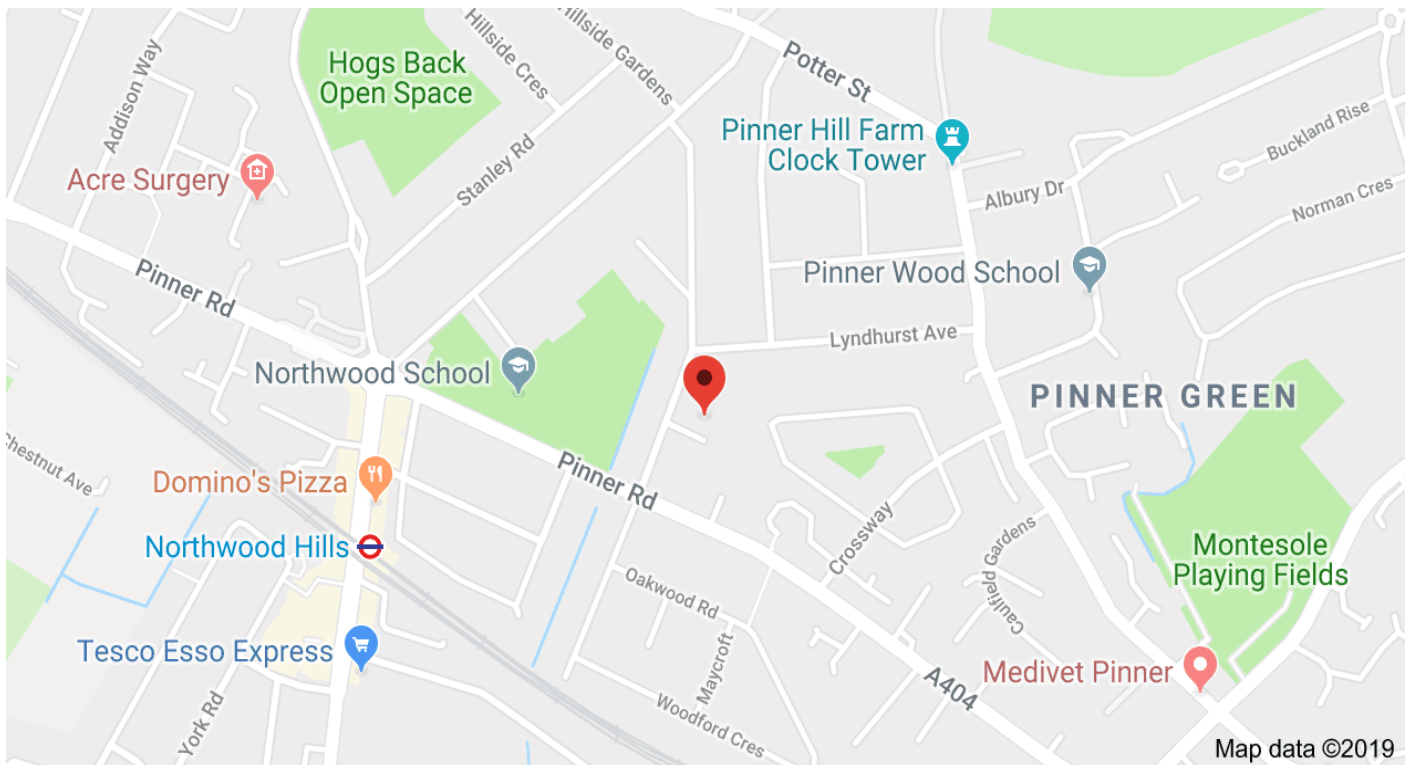 Hillside Cres
Hillside Gardens
Addison Way
Hogs Back
Open Space
Potter St
Pinner Hill Farm
Clock Tower
Buckland Rise
Acre Surgery
Stanley Rd
Albury Dr
Norman Cres
Pinner Rd
Pinner Wood School
Lyndhurst Ave
Northwood School
PINNER GREEN
Chestnut Ave
Domino's Pizza
Pinner Rd
Crossway
Northwood Hills
Caulfield Gardens
Montesole
Playing Fields
Oakwood Rd
Tesco Esso Express
Maycroft
Medivet Pinner
A404
York Rd
Woodford Cres
Map data ©2019